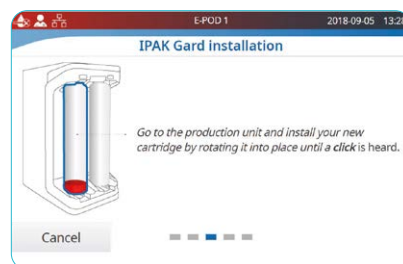 E-POD 1 2018-09-05 13:28
IPAK Gard installation
Go to the production unit and install your new
cartridge by rotating it into place until a click is heard.
Cancel